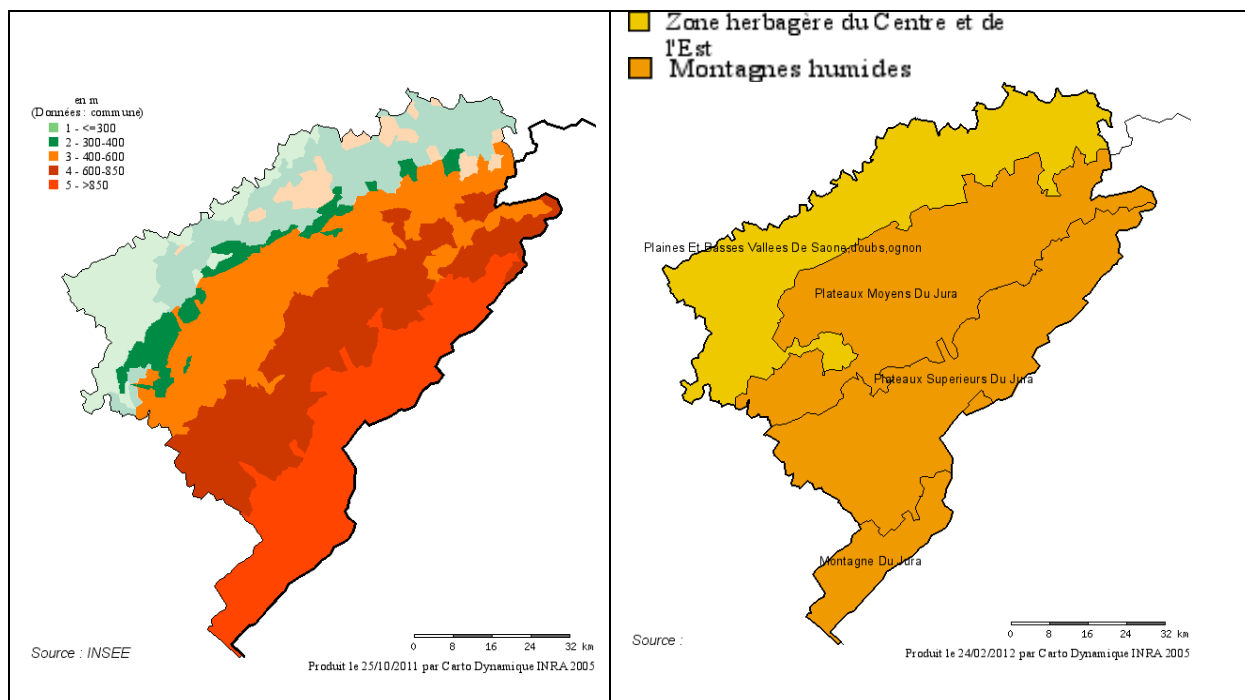 en m
(Données : commune)
1 - <=300
2 - 300-400
3 - 400-600
4 - 600-850
5 - >850
0 8 16 24 32 km
Source : INSEE
Produit le 25/10/2011 par Carto Dynamique INRA 2005
Zone herbagère du Centre et de
l'Est
Montagnes humides
Plaines Et Basses Vallees De Saone,doubs,ognon
Plateaux Moyens Du Jura
Plateaux Superieurs Du Jura
Montagne Du Jura
0 8 16 24 32 km
Source :
Produit le 24/02/2012 par Carto Dynamique INRA 2005